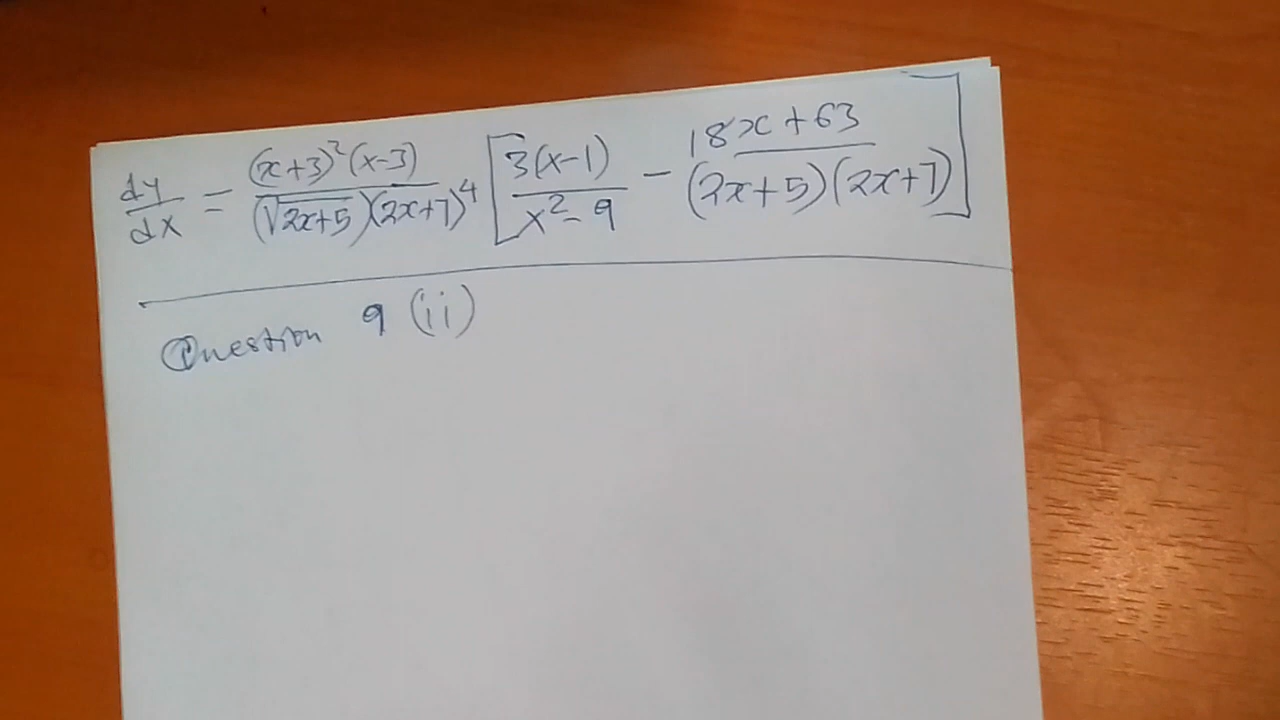 dy/dx = (x+3)²(x-3)/(√2x+5)(2x+7)⁴ [3(x-1)/x²-9 - 18x+63/(2x+5)(2x+7)]
Question 9 (ii)